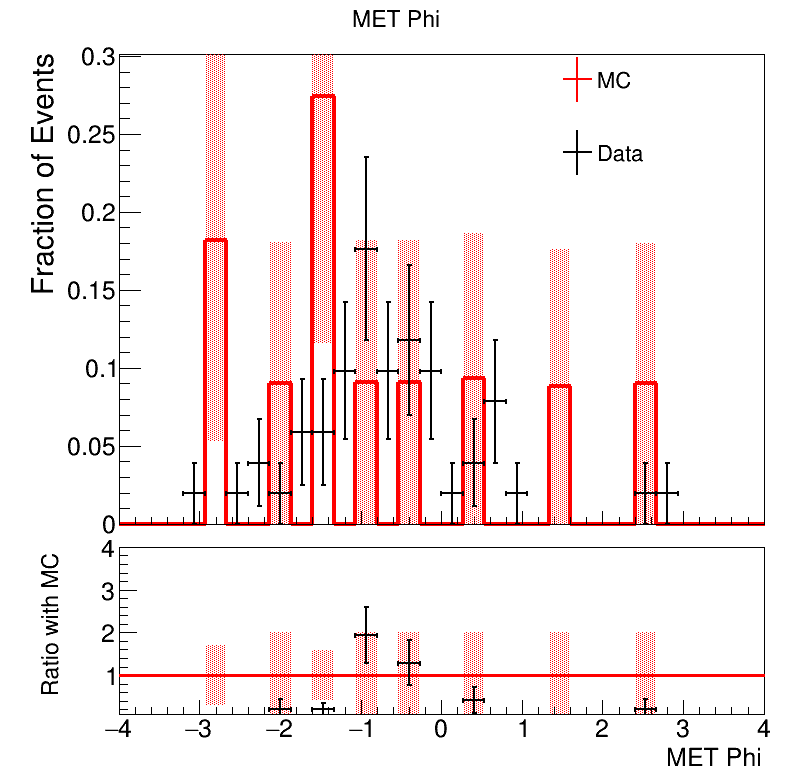 MET Phi
0.3
0.25
0.2
0.15
0.1
0.05
0
Fraction of Events
MC
Data
4
3
2
1
Ratio with MC
−4 −3 −2 −1 0 1 2 3 4
MET Phi